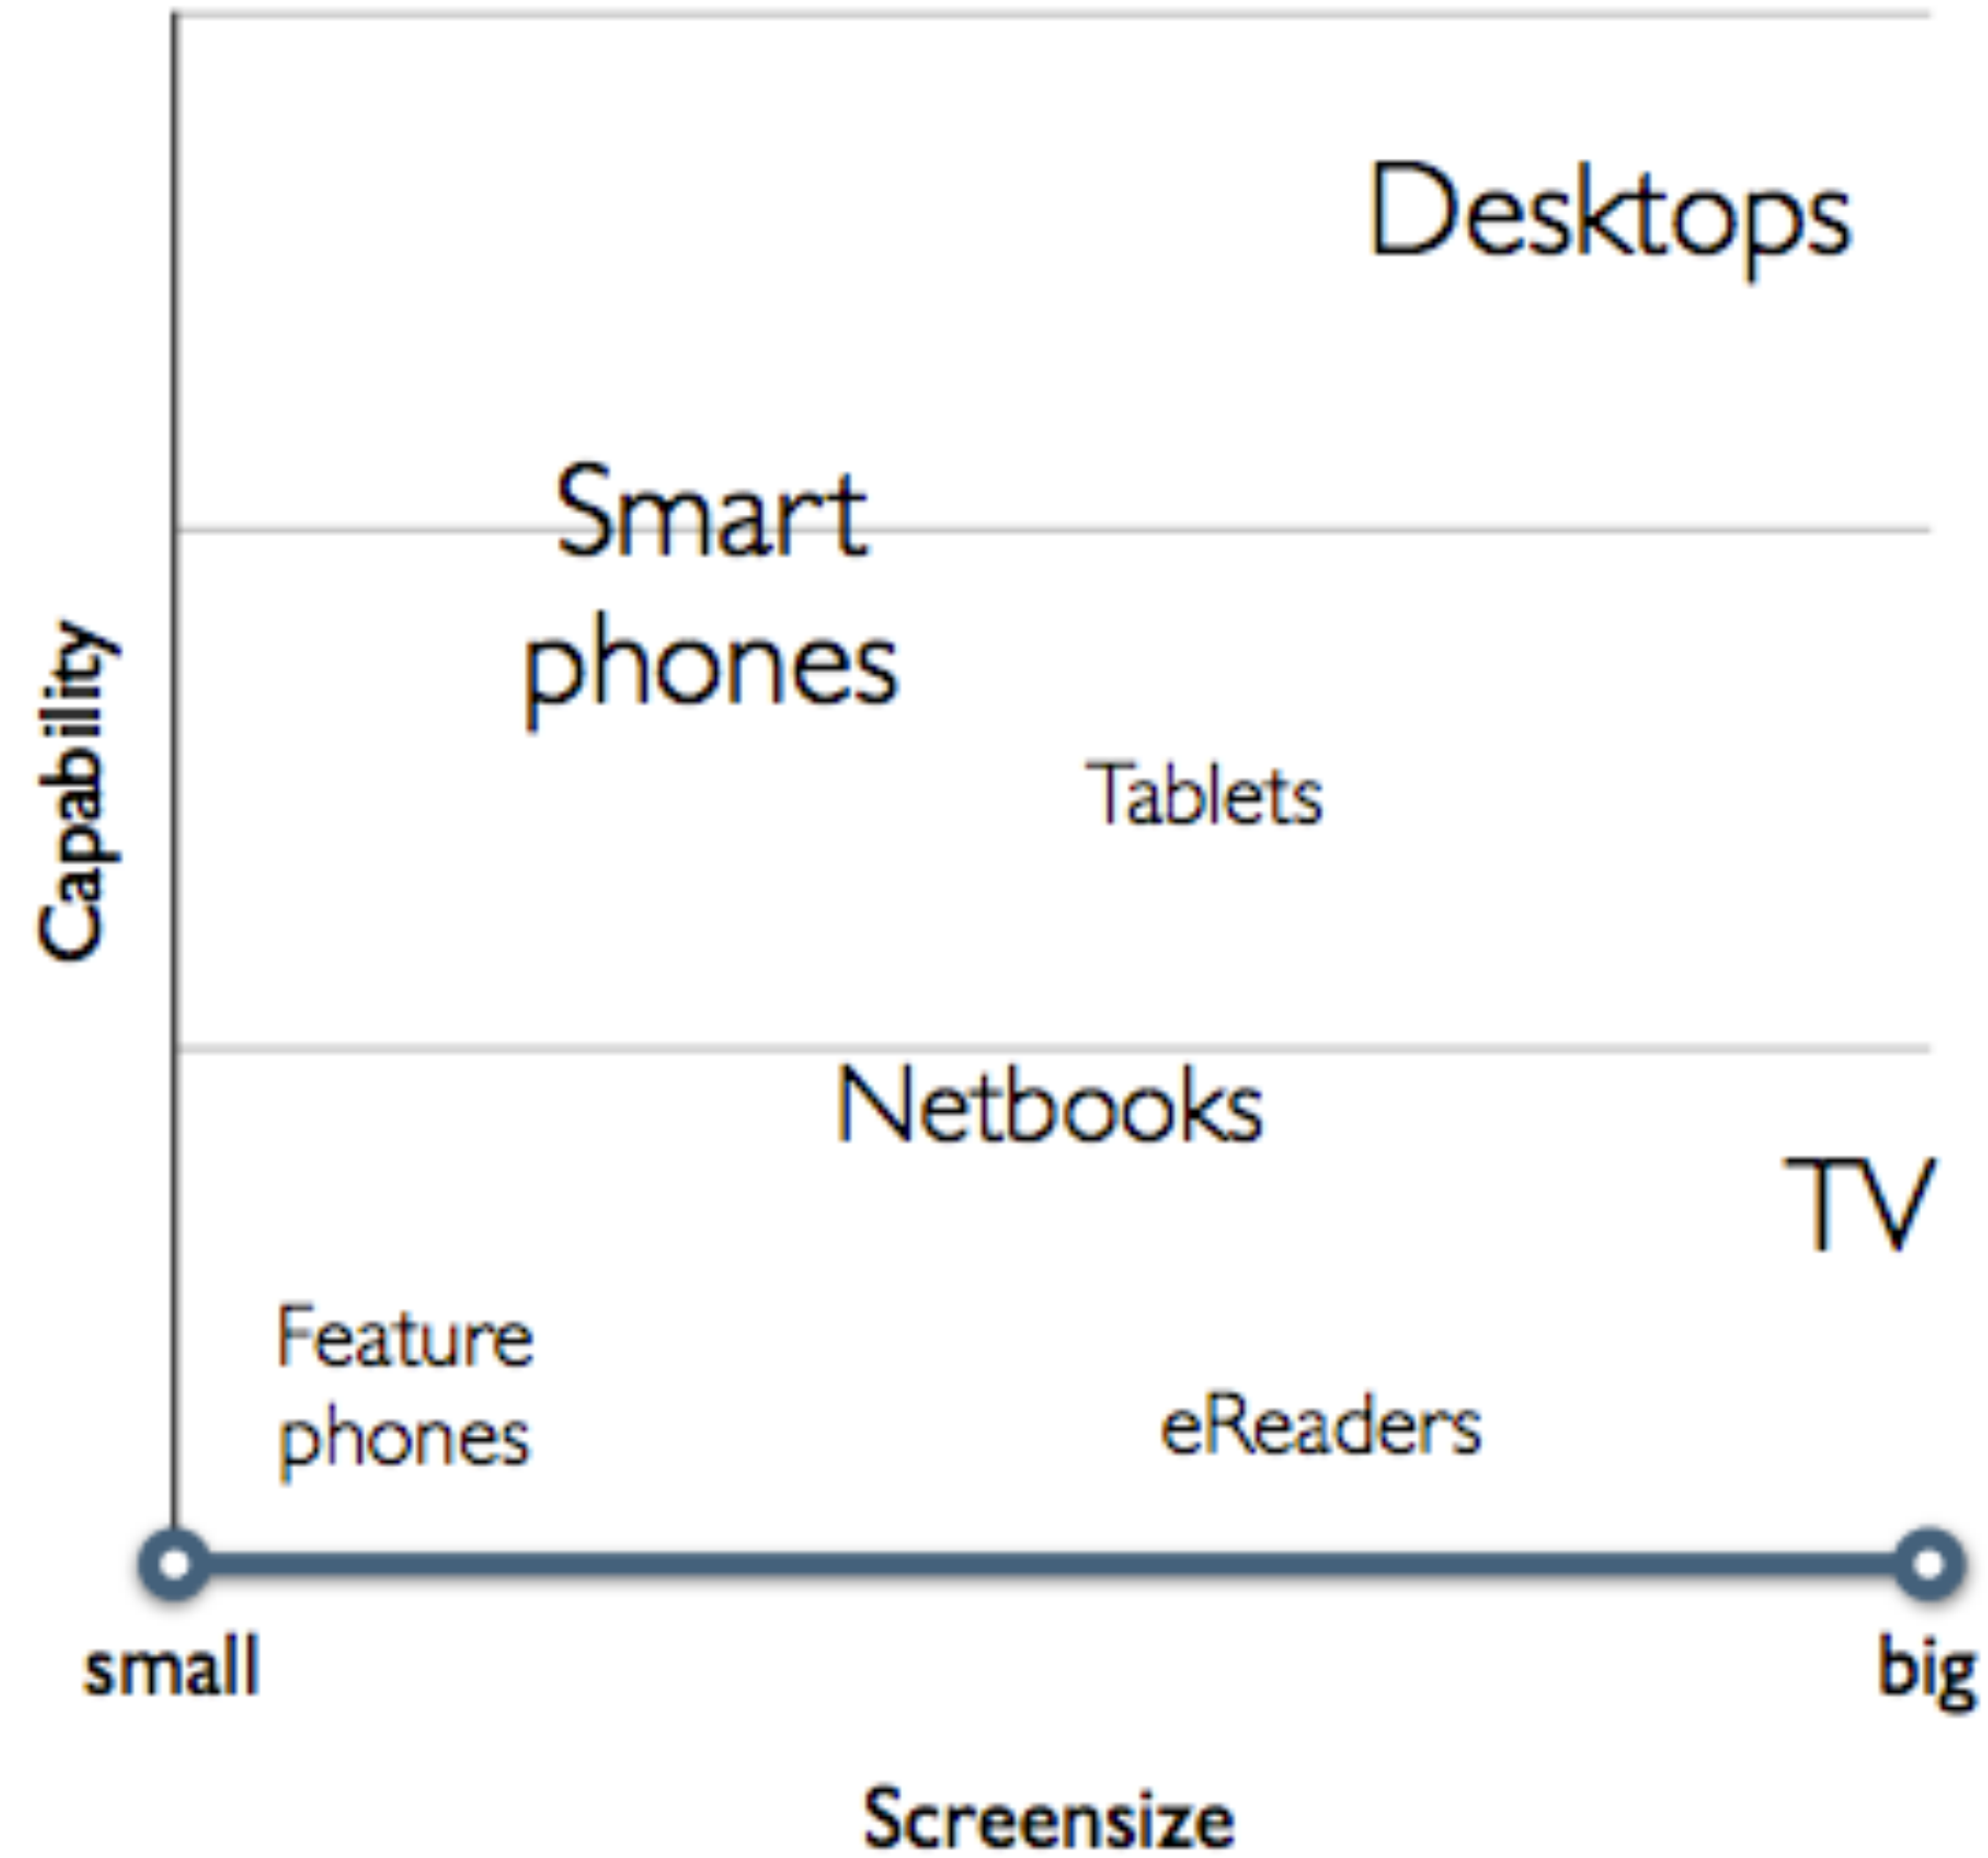 Desktops
Smart
phones
Capability
Tablets
Netbooks
TV
Feature
phones
eReaders
small
big
Screensize